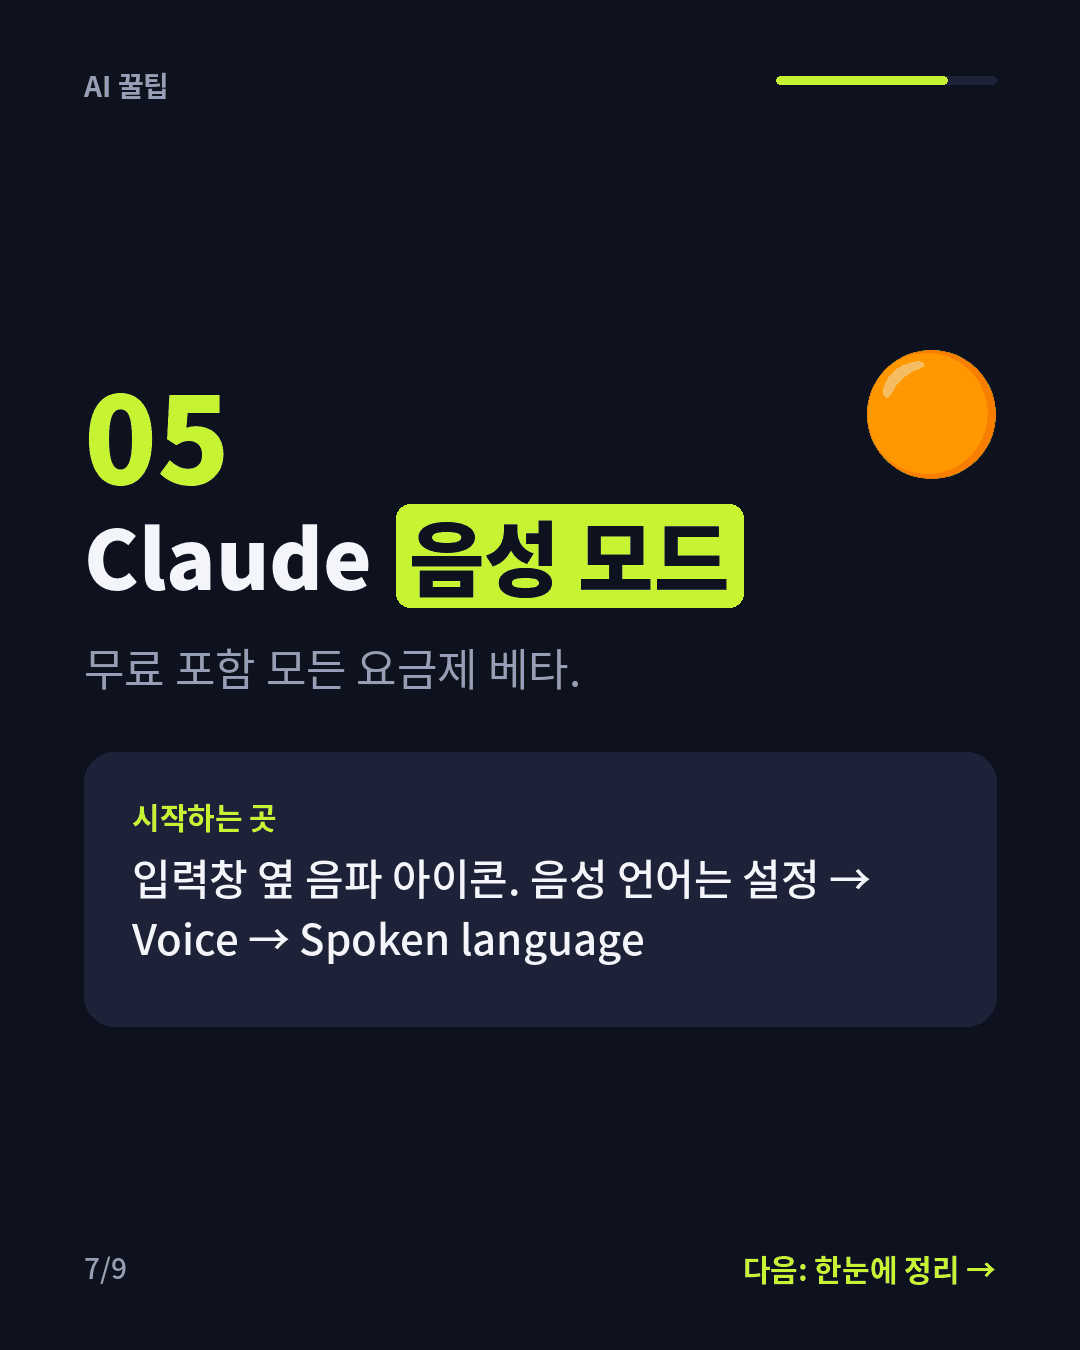 AI 꿀팁
05
Claude 음성 모드
무료 포함 모든 요금제 베타.
시작하는 곳
입력창 옆 음파 아이콘. 음성 언어는 설정 →
Voice → Spoken language
7/9
다음: 한눈에 정리 →